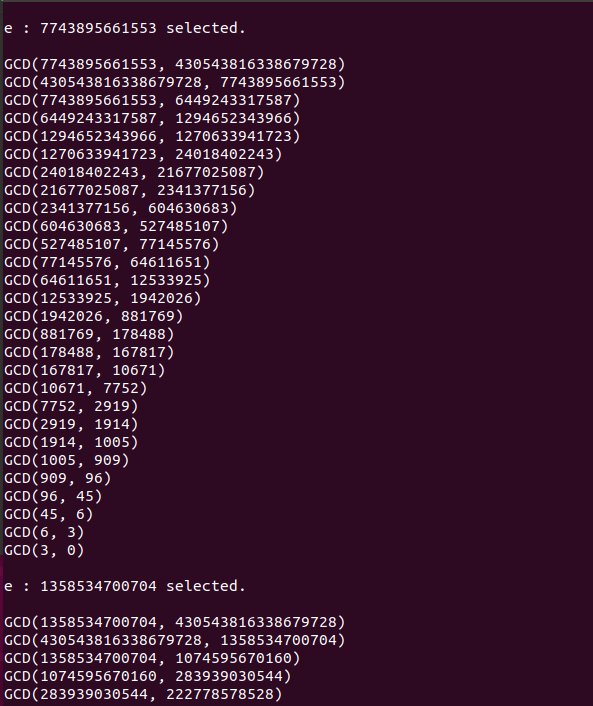 e : 7743895661553 selected.
GCD(7743895661553, 430543816338679728)
GCD(430543816338679728, 7743895661553)
GCD(7743895661553, 6449243317587)
GCD(6449243317587, 1294652343966)
GCD(1294652343966, 1270633941723)
GCD(1270633941723, 24018402243)
GCD(24018402243, 21677025087)
GCD(21677025087, 2341377156)
GCD(2341377156, 604630683)
GCD(604630683, 527485107)
GCD(527485107, 77145576)
GCD(77145576, 64611651)
GCD(64611651, 12533925)
GCD(12533925, 1942026)
GCD(1942026, 881769)
GCD(881769, 178488)
GCD(178488, 167817)
GCD(167817, 10671)
GCD(10671, 7752)
GCD(7752, 2919)
GCD(2919, 1914)
GCD(1914, 1005)
GCD(1005, 909)
GCD(909, 96)
GCD(96, 45)
GCD(45, 6)
GCD(6, 3)
GCD(3, 0)
e : 1358534700704 selected.
GCD(1358534700704, 430543816338679728)
GCD(430543816338679728, 1358534700704)
GCD(1358534700704, 1074595670160)
GCD(1074595670160, 283939030544)
GCD(283939030544, 222778578528)